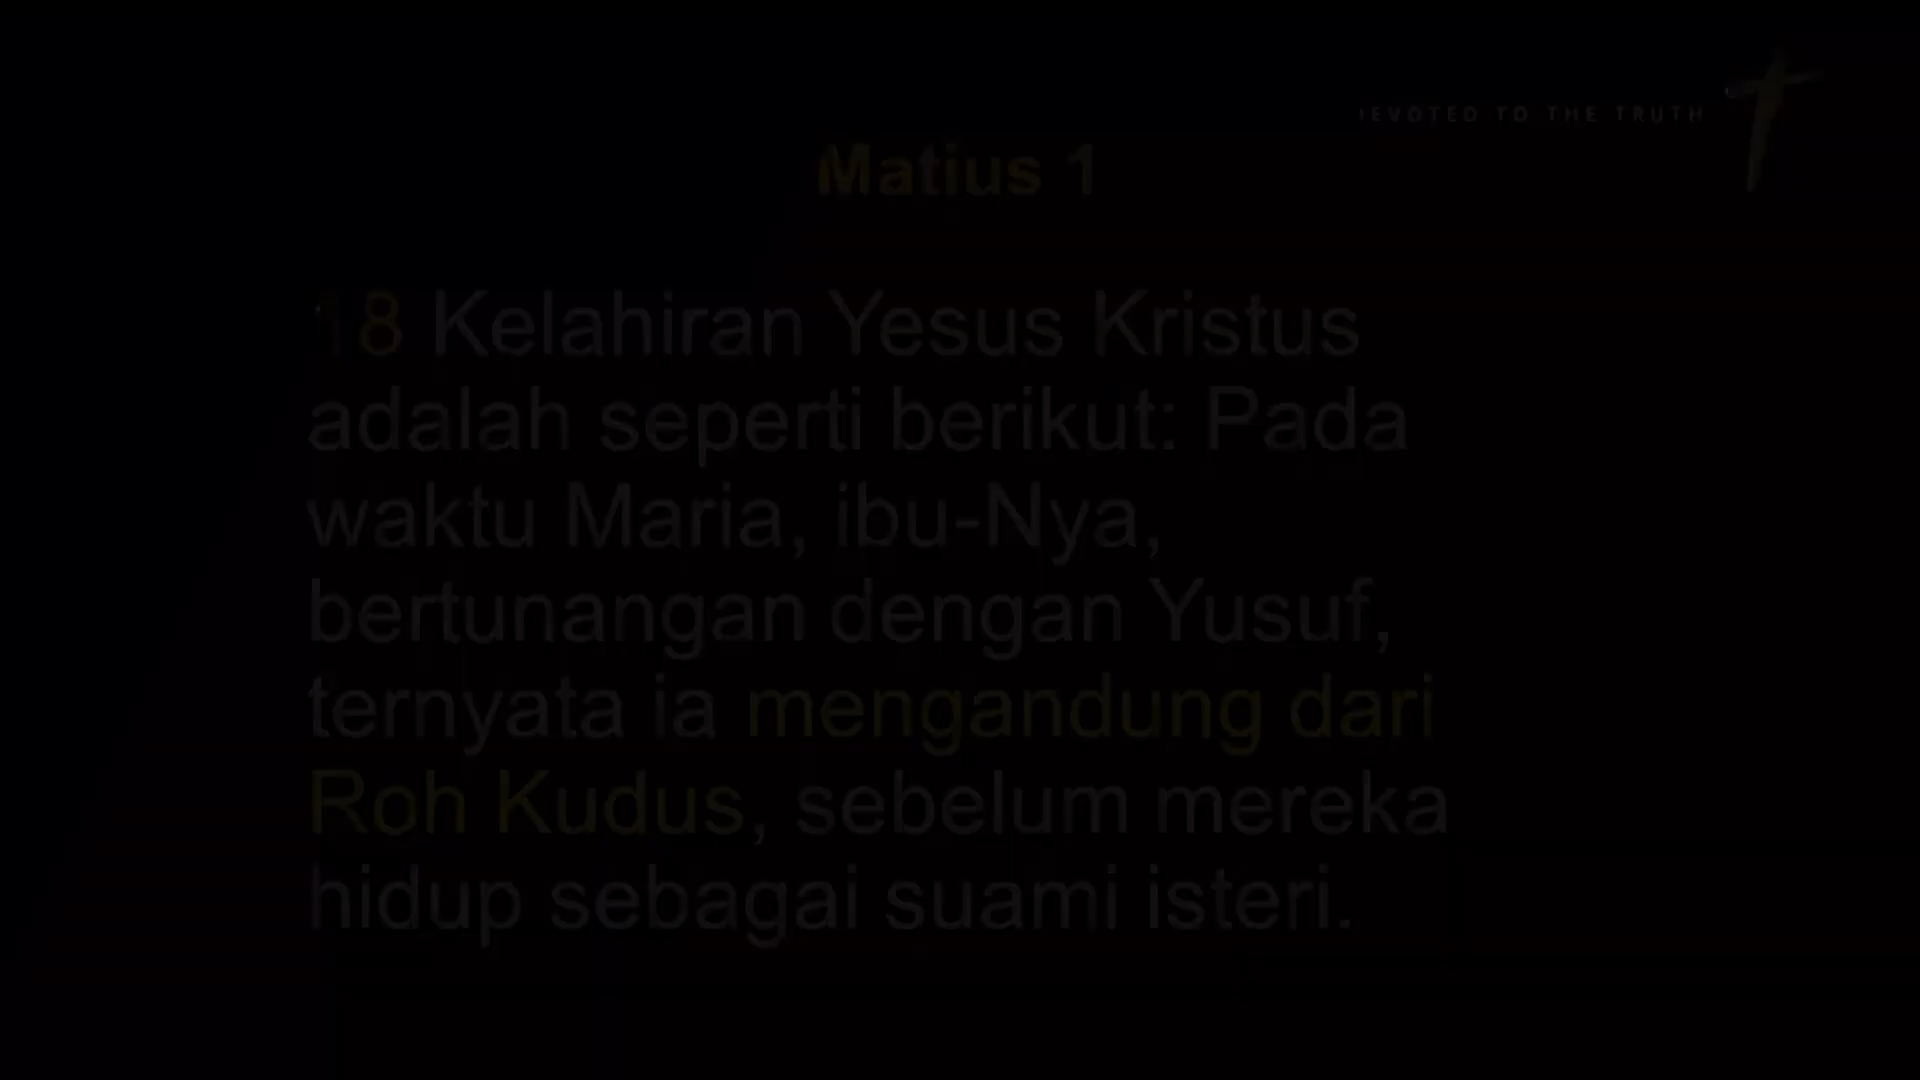 DEVOTED TO THE TRUTH
Matius 1
18 Kelahiran Yesus Kristus
adalah seperti berikut: Pada
waktu Maria, ibu-Nya,
bertunangan dengan Yusuf,
ternyata ia mengandung dari
Roh Kudus, sebelum mereka
hidup sebagai suami isteri.